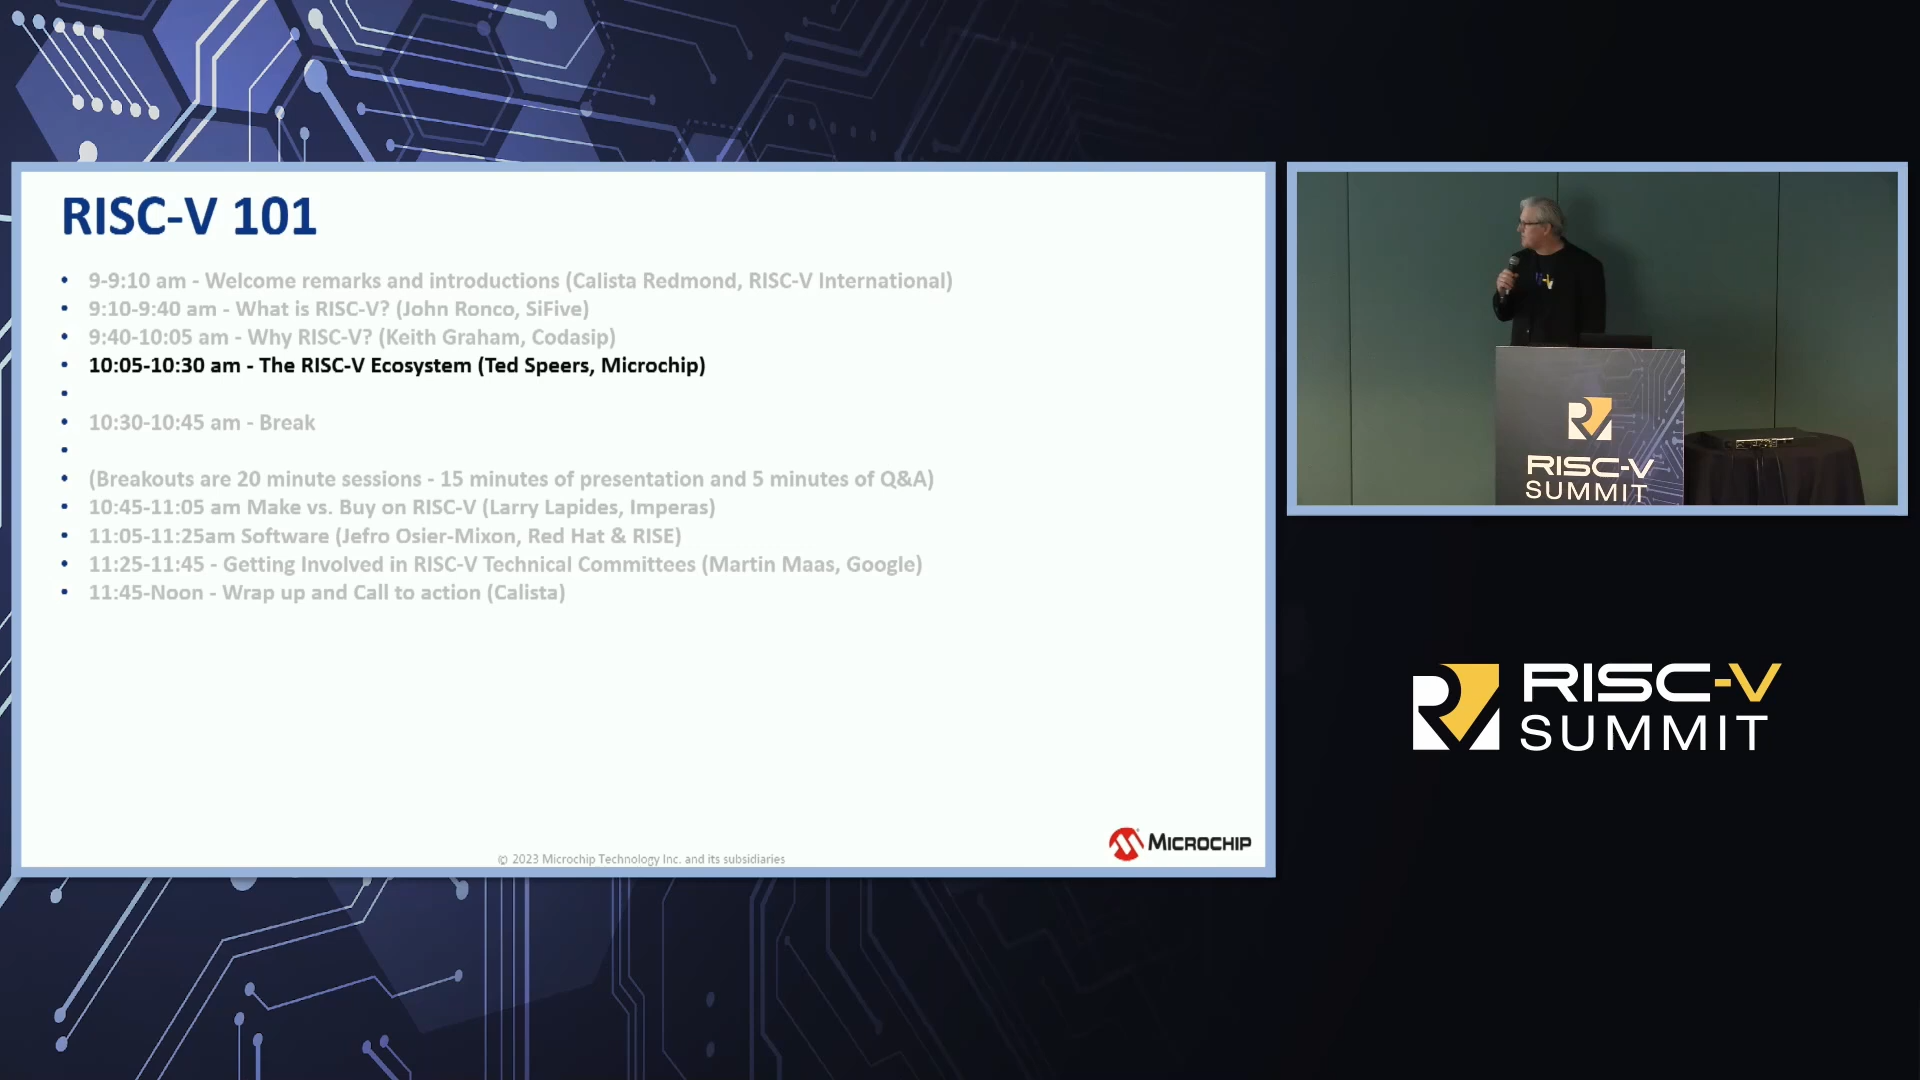 RISC-V 101
• 9-9:10 am - Welcome remarks and introductions (Calista Redmond, RISC-V International)
• 9:10-9:40 am - What is RISC-V? (John Ronco, SiFive)
• 9:40-10:05 am - Why RISC-V? (Keith Graham, Codasip)
• 10:05-10:30 am - The RISC-V Ecosystem (Ted Speers, Microchip)
•
• 10:30-10:45 am - Break
•
• (Breakouts are 20 minute sessions - 15 minutes of presentation and 5 minutes of Q&A)
• 10:45-11:05 am Make vs. Buy on RISC-V (Larry Lapides, Imperas)
• 11:05-11:25am Software (Jefro Osier-Mixon, Red Hat & RISE)
• 11:25-11:45 - Getting Involved in RISC-V Technical Committees (Martin Maas, Google)
• 11:45-Noon - Wrap up and Call to action (Calista)
© 2023 Microchip Technology Inc. and its subsidiaries
MICROCHIP
RISC-V
SUMMIT
RISC-V
SUMMIT